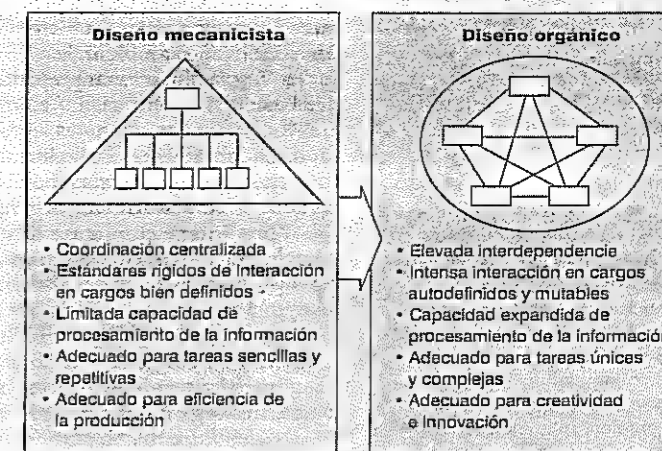 Diseño mecanicista
• Coordinación centralizada
• Estándares rígidos de interacción
en cargos bien definidos
• Limitada capacidad de
procesamiento de la información
• Adecuado para tareas sencillas y
repetitivas
• Adecuado para eficiencia de
la producción
Diseño orgánico
• Elevada interdependencia
• Intensa interacción en cargos
autodefinidos y mutables
• Capacidad expandida de
procesamiento de la información
• Adecuado para tareas únicas
y complejas
• Adecuado para creatividad
e innovación